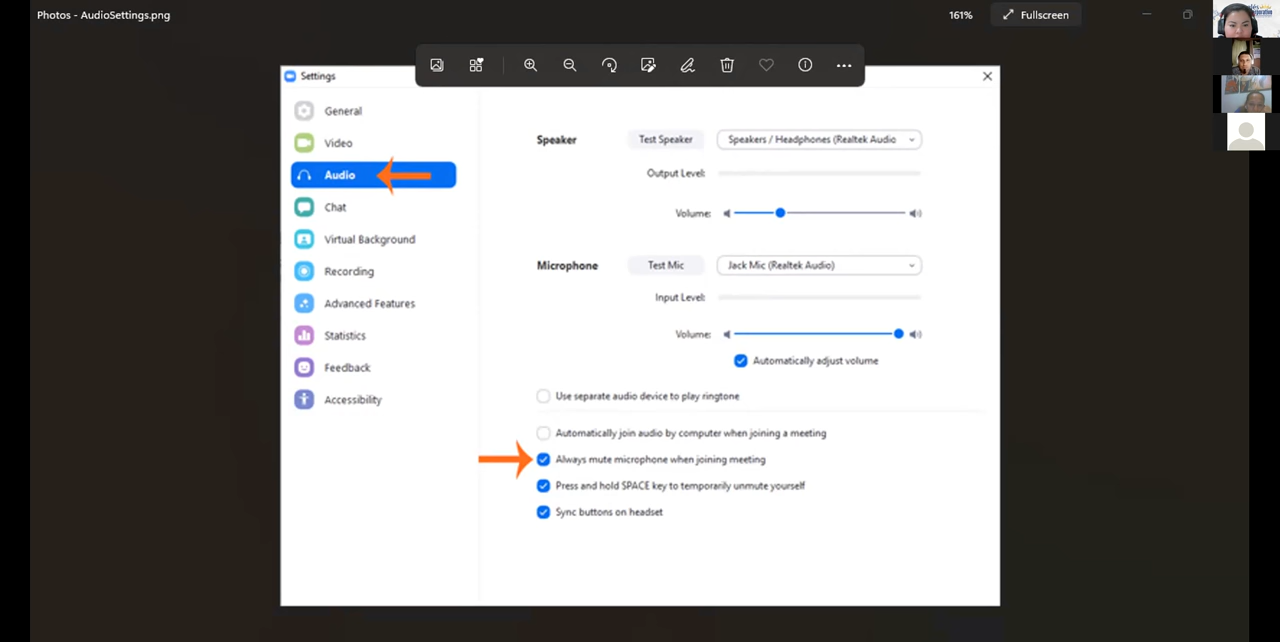 Photos - AudioSettings.png
161%
Fullscreen
Settings
General
Video
Audio
Chat
Virtual Background
Recording
Advanced Features
Statistics
Feedback
Accessibility
Speaker
Test Speaker
Speakers / Headphones (Realtek Audio
Output Level:
Volume:
Microphone
Test Mic
Jack Mic (Realtek Audio)
Input Level:
Volume:
Automatically adjust volume
Use separate audio device to play ringtone
Automatically join audio by computer when joining a meeting
Always mute microphone when joining meeting
Press and hold SPACE key to temporarily unmute yourself
Sync buttons on headset